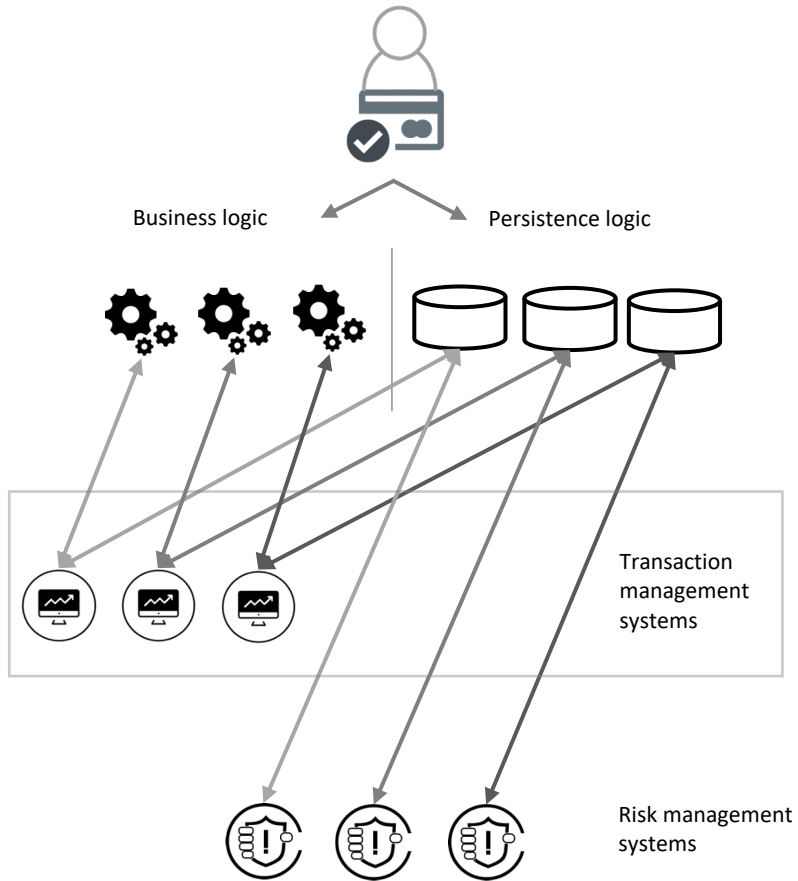 Business logic
Persistence logic
Transaction
management
systems
Risk management
systems